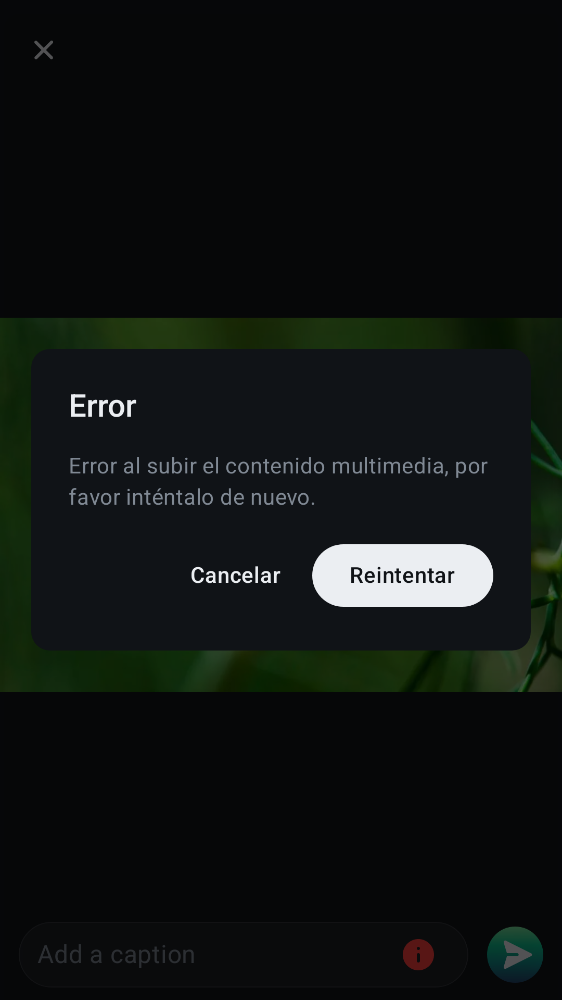 Error
Error al subir el contenido multimedia, por
favor inténtalo de nuevo.
Cancelar
Reintentar
Add a caption